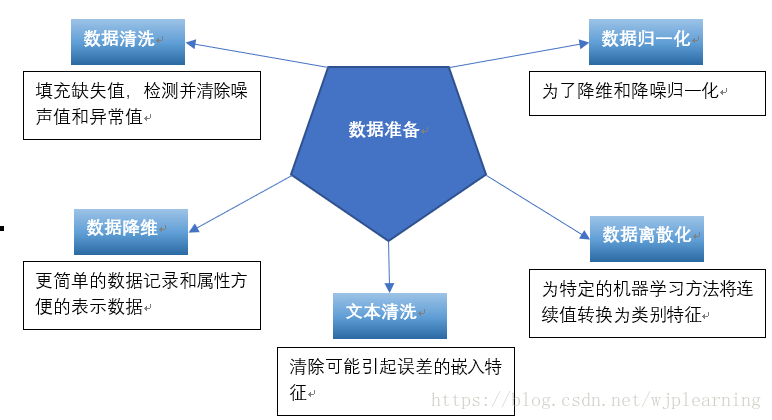 数据清洗
填充缺失值，检测并清除噪
声值和异常值
数据归一化
为了降维和降噪归一化
数据准备
数据降维
更简单的数据记录和属性方
便的表示数据
数据离散化
为特定的机器学习方法将连
续值转换为类别特征
文本清洗
清除可能引起误差的嵌入特
征
https://blog.csdn.net/wjplearning